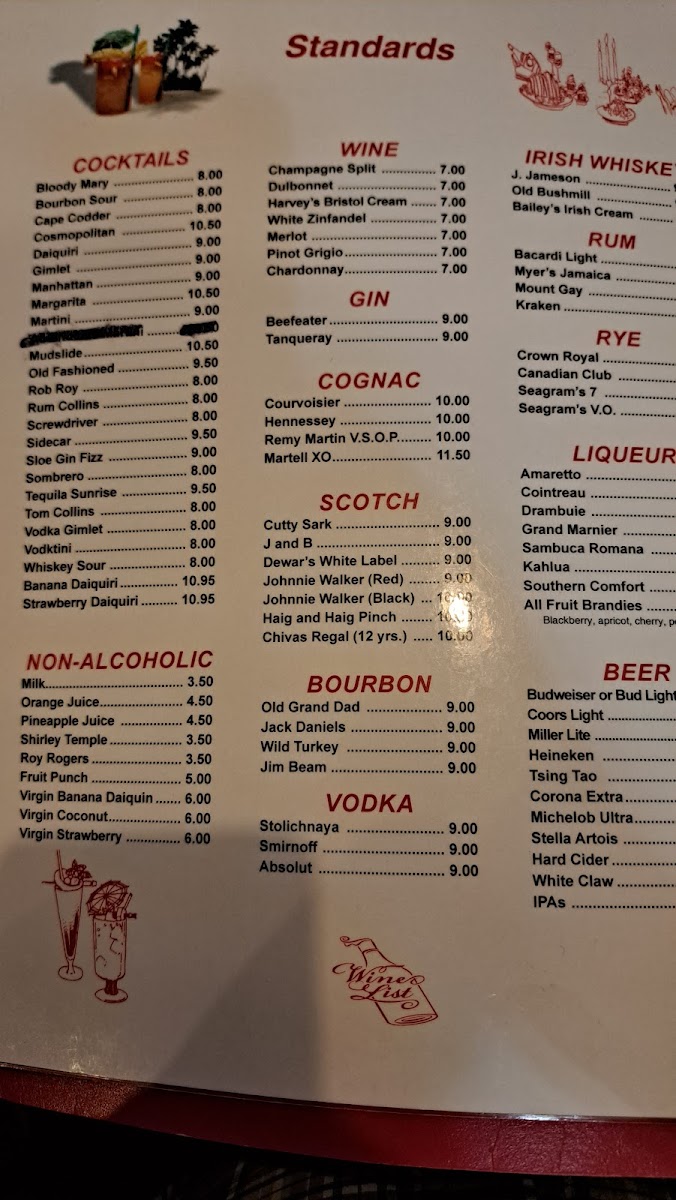 Standards
COCKTAILS
Bloody Mary ........ 8.00
Bourbon Sour ........ 8.00
Cape Codder ........ 8.00
Cosmopolitan ........ 10.50
Daiquiri ........ 9.00
Gimlet ........ 9.00
Manhattan ........ 9.00
Margarita ........ 10.50
Martini ........ 9.00
Mudslide ........ 10.50
Old Fashioned ........ 9.50
Rob Roy ........ 8.00
Rum Collins ........ 8.00
Screwdriver ........ 8.00
Sidecar ........ 9.50
Sloe Gin Fizz ........ 9.00
Sombrero ........ 8.00
Tequila Sunrise ........ 9.50
Tom Collins ........ 8.00
Vodka Gimlet ........ 8.00
Vodktini ........ 8.00
Whiskey Sour ........ 8.00
Banana Daiquiri ........ 10.95
Strawberry Daiquiri ........ 10.95
NON-ALCOHOLIC
Milk ........ 3.50
Orange Juice ........ 4.50
Pineapple Juice ........ 4.50
Shirley Temple ........ 3.50
Roy Rogers ........ 3.50
Fruit Punch ........ 5.00
Virgin Banana Daiquin ........ 6.00
Virgin Coconut ........ 6.00
Virgin Strawberry ........ 6.00
WINE
Champagne Split ........ 7.00
Dulbonnet ........ 7.00
Harvey's Bristol Cream ........ 7.00
White Zinfandel ........ 7.00
Merlot ........ 7.00
Pinot Grigio ........ 7.00
Chardonnay ........ 7.00
GIN
Beefeater ........ 9.00
Tanqueray ........ 9.00
COGNAC
Courvoisier ........ 10.00
Hennessey ........ 10.00
Remy Martin V.S.O.P. ........ 10.00
Martell XO ........ 11.50
SCOTCH
Cutty Sark ........ 9.00
J and B ........ 9.00
Dewar's White Label ........ 9.00
Johnnie Walker (Red) ........ 9.00
Johnnie Walker (Black) ........ 10.00
Haig and Haig Pinch ........ 10.00
Chivas Regal (12 yrs.) ........ 10.00
BOURBON
Old Grand Dad ........ 9.00
Jack Daniels ........ 9.00
Wild Turkey ........ 9.00
Jim Beam ........ 9.00
VODKA
Stolichnaya ........ 9.00
Smirnoff ........ 9.00
Absolut ........ 9.00
Wine
List
IRISH WHISKE
J. Jameson ........
Old Bushmill ........
Bailey's Irish Cream ........
RUM
Bacardi Light ........
Myer's Jamaica ........
Mount Gay ........
Kraken ........
RYE
Crown Royal ........
Canadian Club ........
Seagram's 7 ........
Seagram's V.O. ........
LIQUEUR
Amaretto ........
Cointreau ........
Drambuie ........
Grand Marnier ........
Sambuca Romana ........
Kahlua ........
Southern Comfort ........
All Fruit Brandies ........
Blackberry, apricot, cherry,
BEER
Budweiser or Bud Light
Coors Light ........
Miller Lite ........
Heineken ........
Tsing Tao ........
Corona Extra ........
Michelob Ultra ........
Stella Artois ........
Hard Cider ........
White Claw ........
IPAs ........